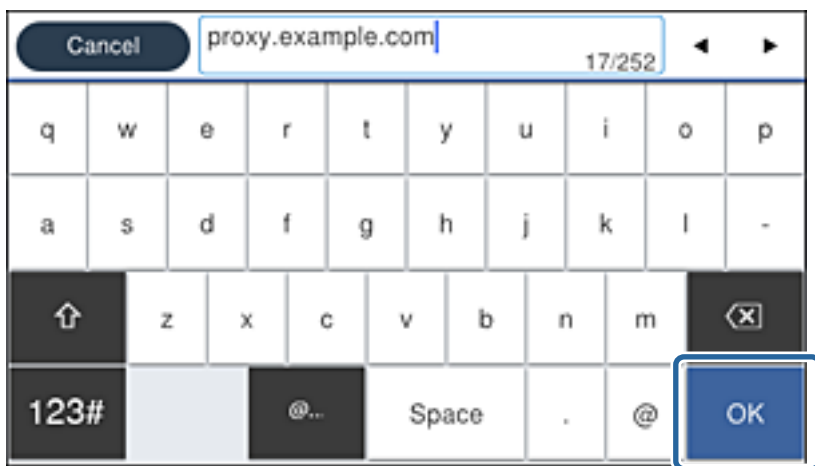 Cancel proxy.example.com 17/252 ◄ ►
q w e r t y u i o p
a s d f g h j k l -
z x c v b n m
123# @... Space . @ OK